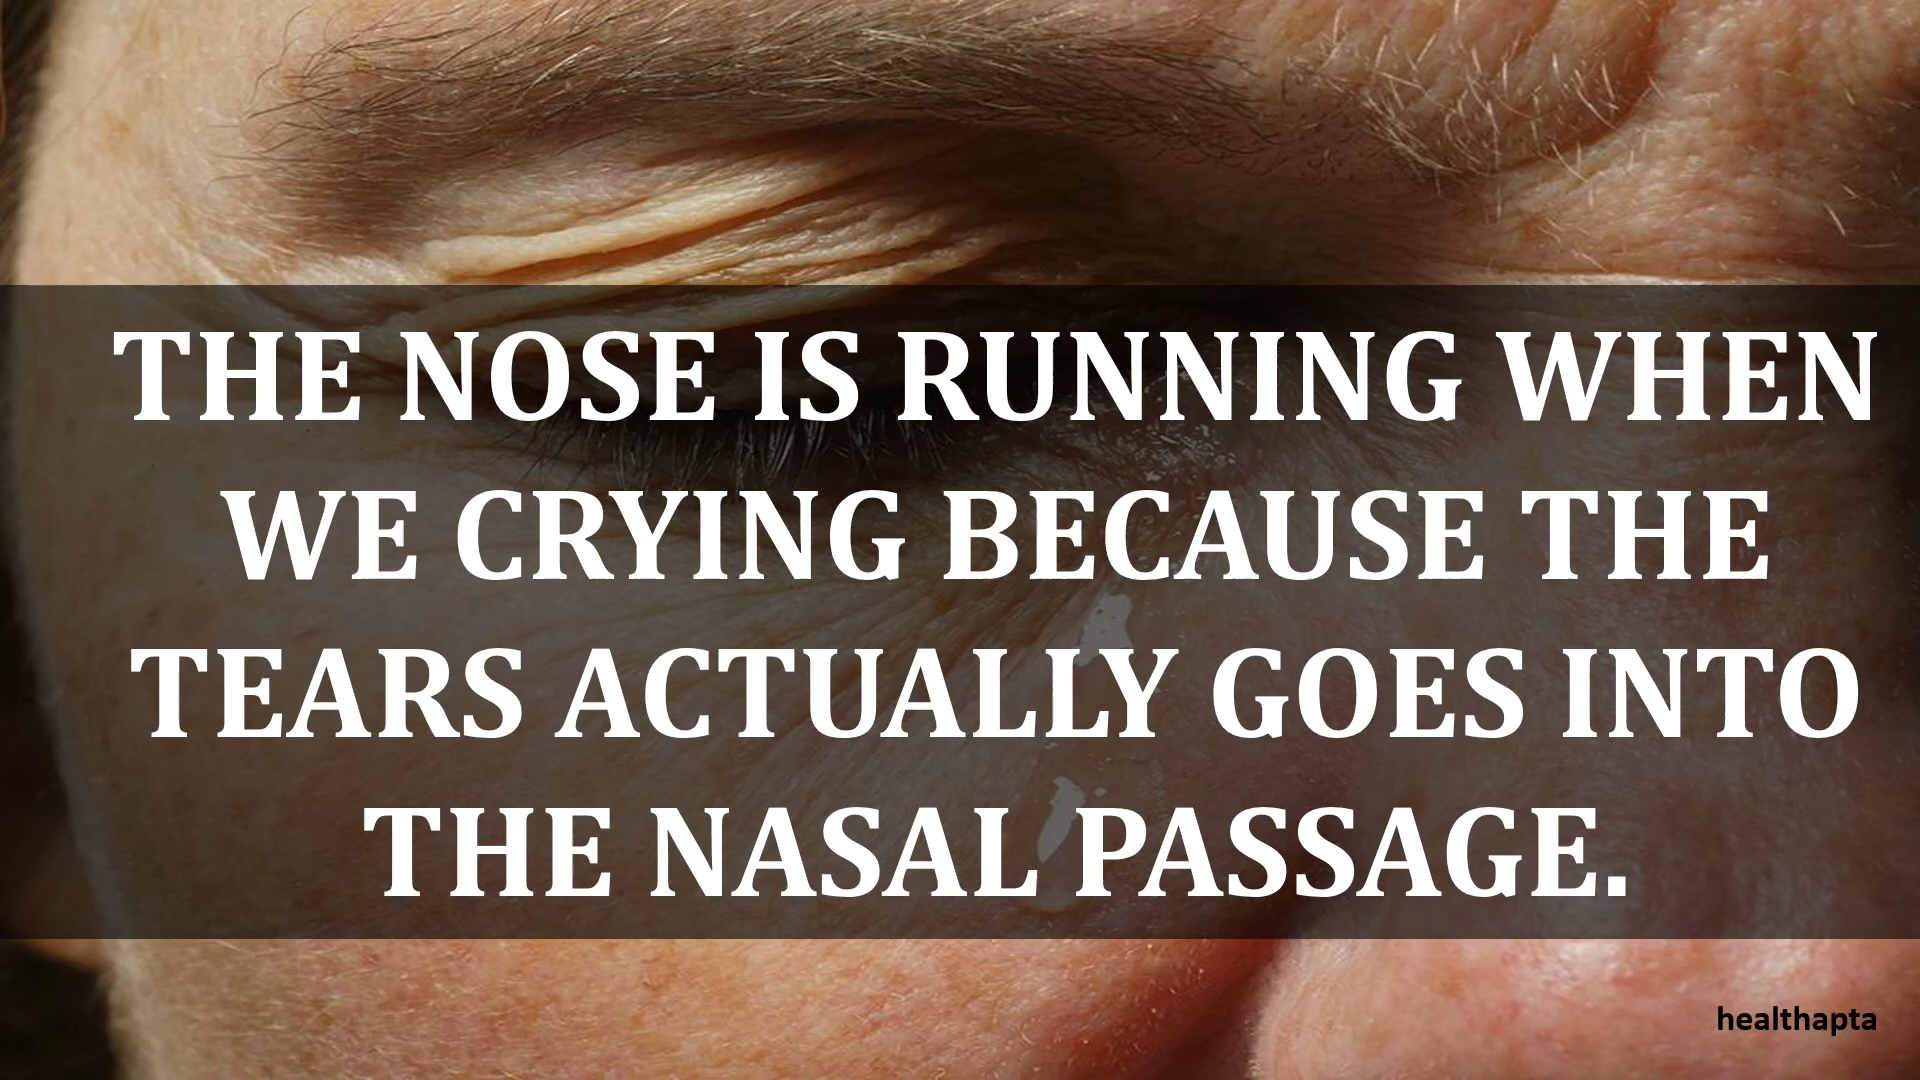 THE NOSE IS RUNNING WHEN
WE CRYING BECAUSE THE
TEARS ACTUALLY GOES INTO
THE NASAL PASSAGE.
healthapta